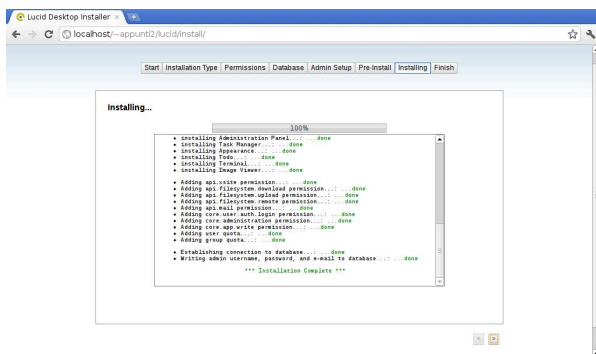 Lucid Desktop Installer
localhost/~appunti2/lucid/install/
Start Installation Type Permissions Database Admin Setup Pre-Install Installing Finish
Installing...
100%
installing Administration Panel...: ...done
installing Task Manager...: ...done
installing Appearance...: ...done
installing Todo...: ...done
installing Terminal...: ...done
installing Image Viewer...: ...done
Adding api.xsite permission...: ...done
Adding api.filesystem.download permission...: ...done
Adding api.filesystem.upload permission...: ...done
Adding api.filesystem.remote permission...: ...done
Adding api.mail permission...: ...done
Adding core.user.auth.login permission...: ...done
Adding core.administration permission...: ...done
Adding core.app.write permission...: ...done
Adding user quota...: ...done
Adding group quota...: ...done
Establishing connection to database...: ...done
Writing admin username, password, and e-mail to database...: ...done
*** Installation Complete ***